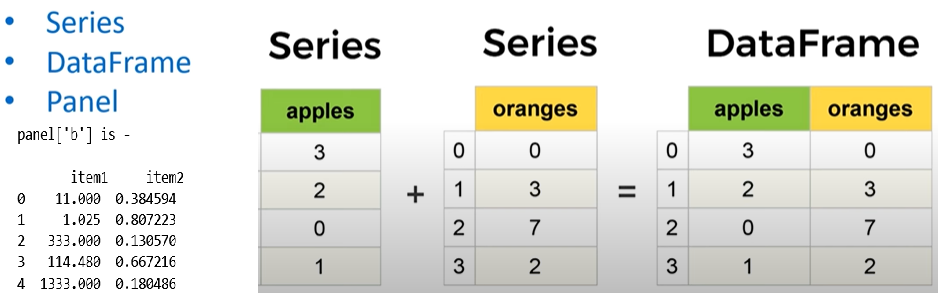 • Series
• DataFrame
• Panel
panel['b'] is -
item1 item2
0 11.000 0.384594
1 1.025 0.807223
2 333.000 0.130570
3 114.480 0.667216
4 1333.000 0.180486
Series Series DataFrame
apples oranges apples oranges
3 0 0 0 3 0
2 + 1 3 = 1 2 3
0 2 7 2 0 7
1 3 2 3 1 2